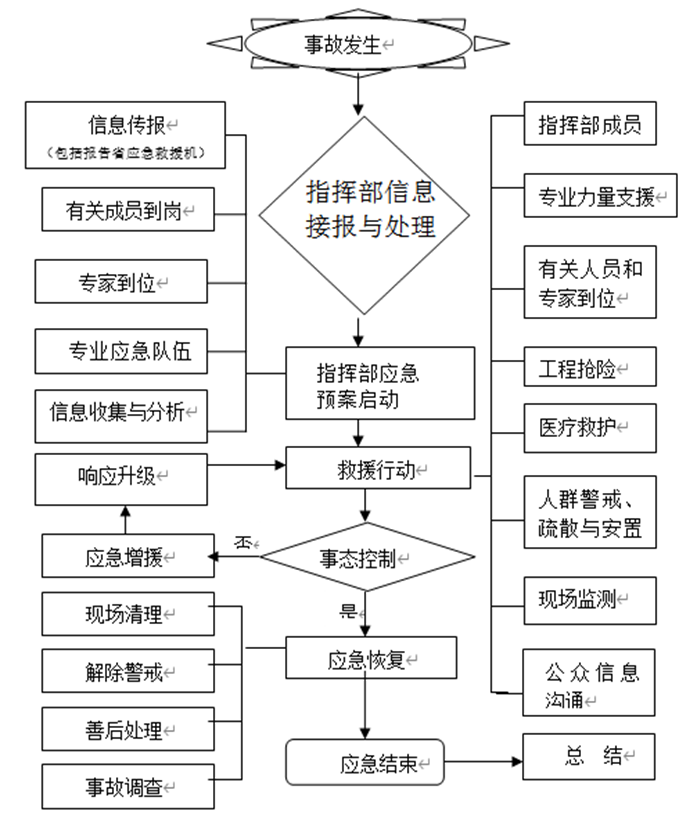 事故发生
信息传报
（包括报告省应急救援机）
有关成员到岗
专家到位
专业应急队伍
信息收集与分析
响应升级
应急增援
现场清理
解除警戒
善后处理
事故调查
指挥部信息
接报与处理
指挥部应急
预案启动
救援行动
事态控制
否
是
应急恢复
应急结束
指挥部成员
专业力量支援
有关人员和
专家到位
工程抢险
医疗救护
人群警戒、
疏散与安置
现场监测
公众信息
沟通
总 结